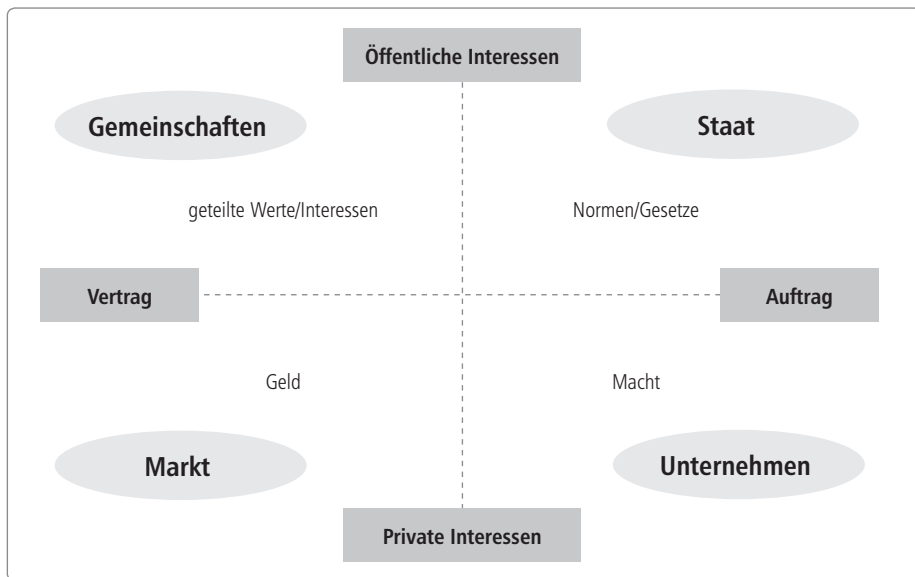 Öffentliche Interessen
Gemeinschaften
Staat
geteilte Werte/Interessen
Normen/Gesetze
Vertrag
Auftrag
Geld
Macht
Markt
Unternehmen
Private Interessen